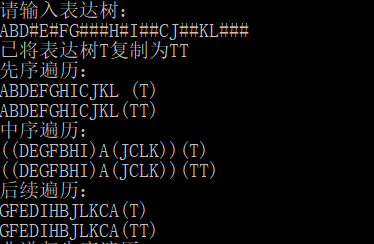 请输入表达树：
ABD#E#FG###H#I##CJ##KL###
已将表达树T复制为TT
先序遍历：
ABDEFGHICJKL (T)
ABDEFGHICJKL(TT)
中序遍历：
((DEGFBHI)A(JCLK))(T)
((DEGFBHI)A(JCLK))(TT)
后续遍历：
GFEDIHBJLKCA(T)
GFEDIHBJLKCA(TT)